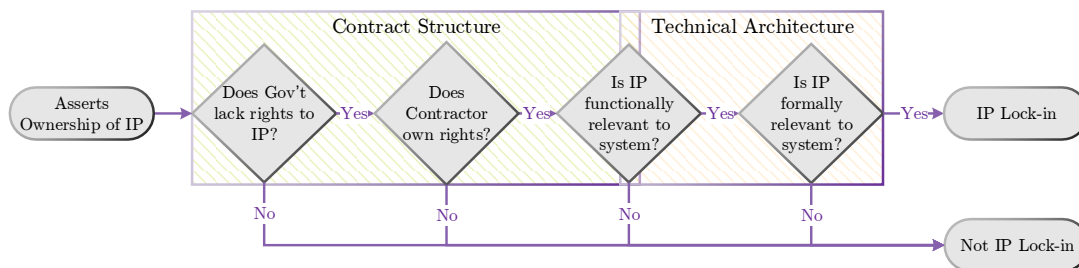 Contract Structure
Technical Architecture
Asserts
Ownership of IP
Does Gov't
lack rights to
IP?
Yes
Does
Contractor
own rights?
Yes
Is IP
functionally
relevant to
system?
Yes
Is IP
formally
relevant to
system?
Yes
IP Lock-in
No
No
No
No
Not IP Lock-in